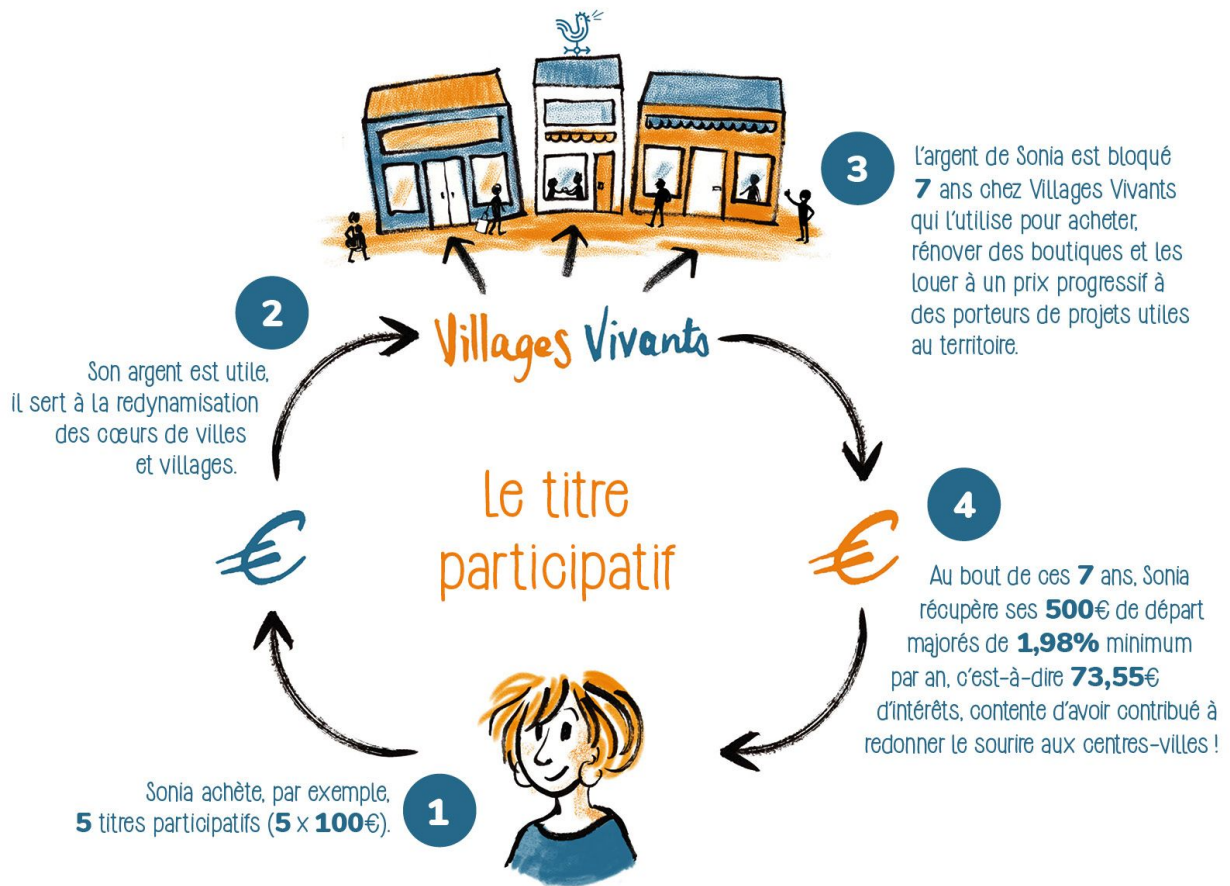 3
L'argent de Sonia est bloqué
7 ans chez Villages Vivants
qui l'utilise pour acheter,
rénover des boutiques et les
louer à un prix progressif à
des porteurs de projets utiles
au territoire.
2
Son argent est utile,
il sert à la redynamisation
des cœurs de villes
et villages.
Villages Vivants
Le titre
participatif
€
€
4
Au bout de ces 7 ans, Sonia
récupère ses 500€ de départ
majorés de 1,98% minimum
par an, c'est-à-dire 73,55€
d'intérêts, contente d'avoir contribué à
redonner le sourire aux centres-villes !
Sonia achète, par exemple,
5 titres participatifs (5 x 100€).
1